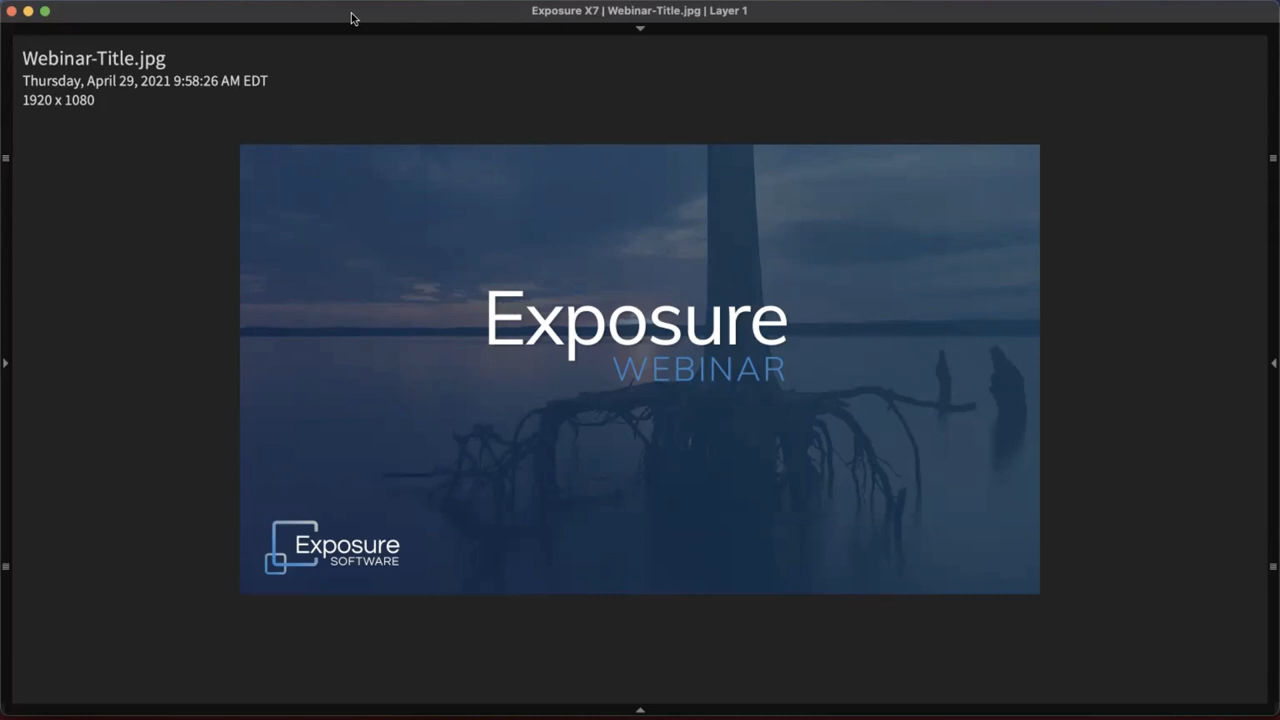 Exposure X7 | Webinar-Title.jpg | Layer 1
Webinar-Title.jpg
Thursday, April 29, 2021 9:58:26 AM EDT
1920 x 1080
Exposure
WEBINAR
Exposure
SOFTWARE